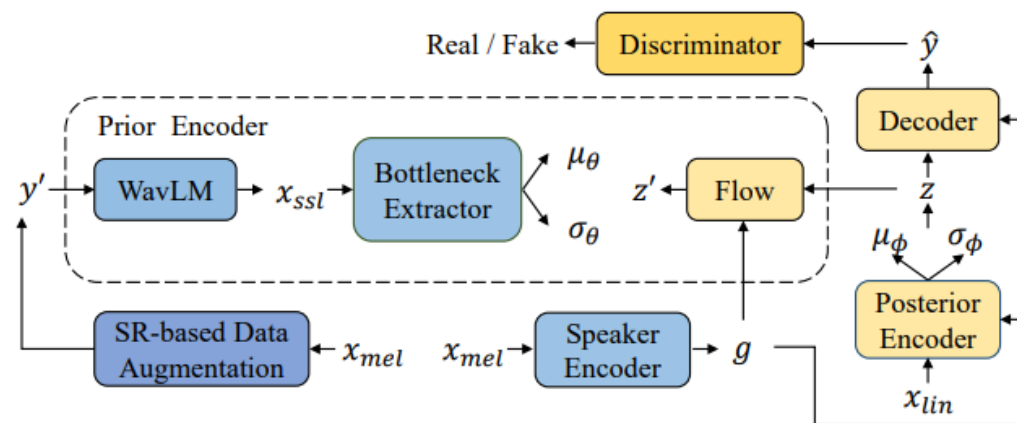 Real / Fake
Discriminator
ŷ
Prior Encoder
Decoder
y′
WavLM
x_ssl
Bottleneck
Extractor
μ_θ
σ_θ
z′
Flow
z
μ_ϕ
σ_ϕ
Posterior
Encoder
SR-based Data
Augmentation
x_mel
x_mel
Speaker
Encoder
g
x_lin